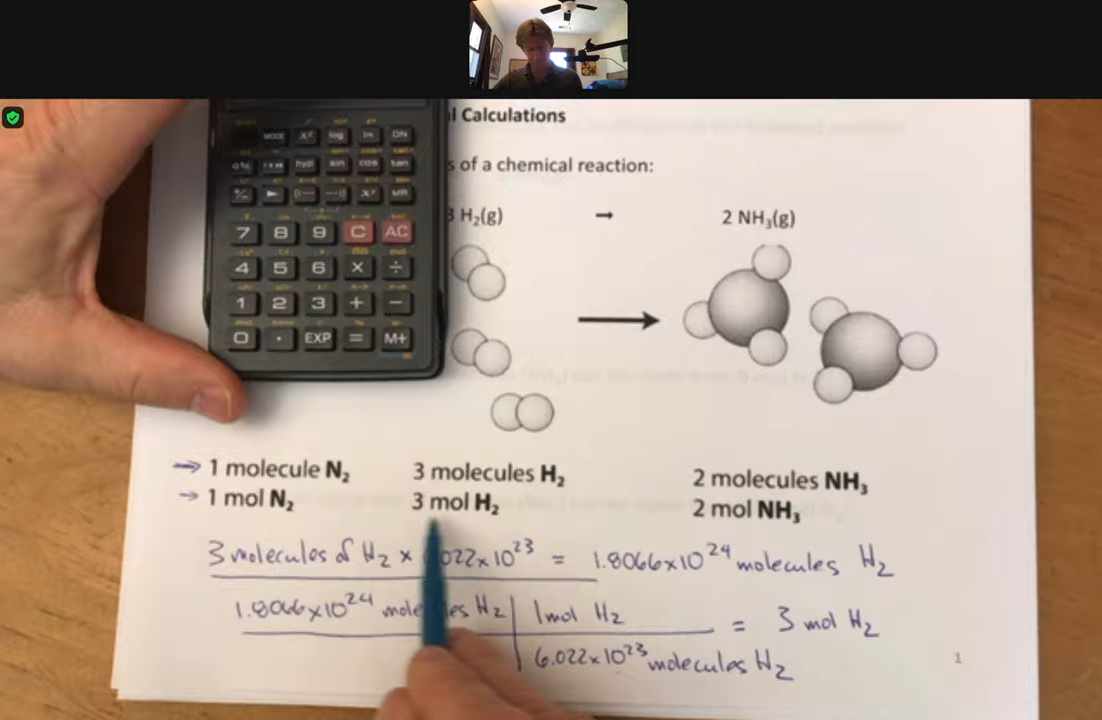 l Calculations
s of a chemical reaction:
3 H₂(g) → 2 NH₃(g)
MODE x² log ln ON
hyp sin cos tan
MR
7 8 9 C AC
4 5 6 × ÷
1 2 3 + −
0 . EXP = M+
→ 1 molecule N₂ 3 molecules H₂ 2 molecules NH₃
→ 1 mol N₂ 3 mol H₂ 2 mol NH₃
3 molecules of H₂ × 022×10²³ = 1.8066×10²⁴ molecules H₂
1.8066×10²⁴ molecules H₂ | 1 mol H₂ = 3 mol H₂
6.022×10²³ molecules H₂
1